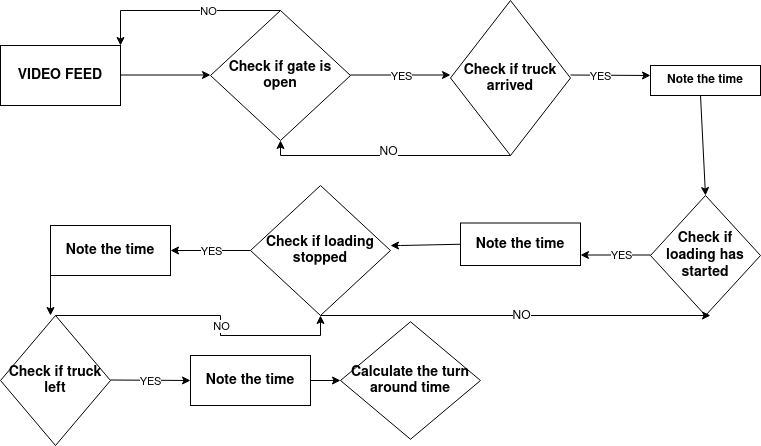 NO
VIDEO FEED
Check if gate is
open
YES
Check if truck
arrived
YES
Note the time
NO
Note the time
YES
Check if loading
stopped
Note the time
YES
Check if
loading has
started
NO
NO
Check if truck
left
YES
Note the time
Calculate the turn
around time